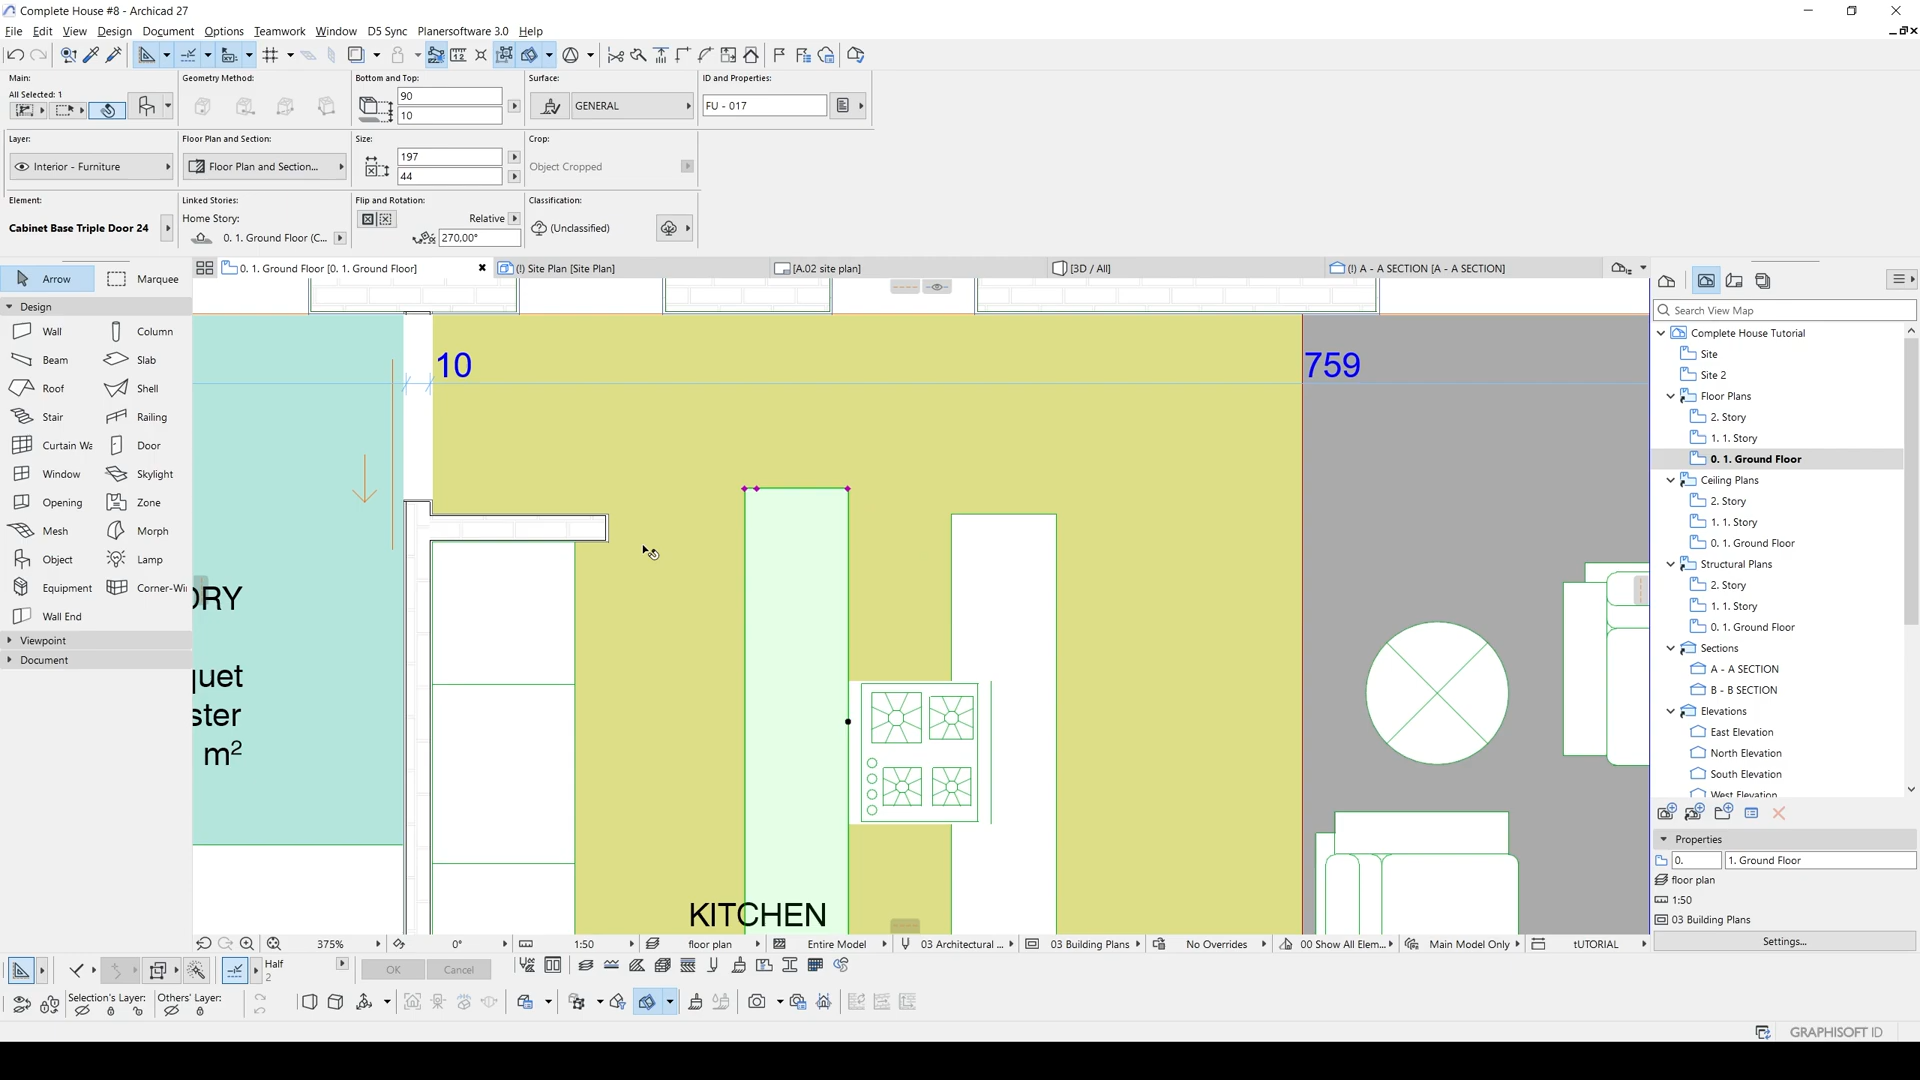 Complete House #8 - Archicad 27
File Edit View Design Document Options Teamwork Window D5 Sync Planersoftware 3.0 Help
Main: Geometry Method: Bottom and Top: Surface: ID and Properties:
All Selected: 1
90
10
GENERAL
FU - 017
Layer: Floor Plan and Section: Size: Crop:
Interior - Furniture
Floor Plan and Section...
197
44
Object Cropped
Element: Linked Stories: Flip and Rotation: Classification:
Home Story:
Relative
Cabinet Base Triple Door 24
0. 1. Ground Floor (C...
270,00°
(Unclassified)
Arrow Marquee
0. 1. Ground Floor [0. 1. Ground Floor]
(!) Site Plan [Site Plan]
[A.02 site plan]
[3D / All]
(!) A - A SECTION [A - A SECTION]
Design
Wall Column
Beam Slab
Roof Shell
Stair Railing
Curtain Wa Door
Window Skylight
Opening Zone
Mesh Morph
Object Lamp
Equipment Corner-Wi
Wall End
Viewpoint
Document
10
759
ORY
quet
ster
m²
KITCHEN
Search View Map
Complete House Tutorial
Site
Site 2
Floor Plans
2. Story
1. 1. Story
0. 1. Ground Floor
Ceiling Plans
2. Story
1. 1. Story
0. 1. Ground Floor
Structural Plans
2. Story
1. 1. Story
0. 1. Ground Floor
Sections
A - A SECTION
B - B SECTION
Elevations
East Elevation
North Elevation
South Elevation
West Elevation
Properties
0. 1. Ground Floor
floor plan
1:50
03 Building Plans
Settings...
375% 0° 1:50 floor plan Entire Model 03 Architectural ... 03 Building Plans No Overrides 00 Show All Elem... Main Model Only tUTORIAL
Half
2
OK Cancel
Selection's Layer: Others' Layer:
GRAPHISOFT ID